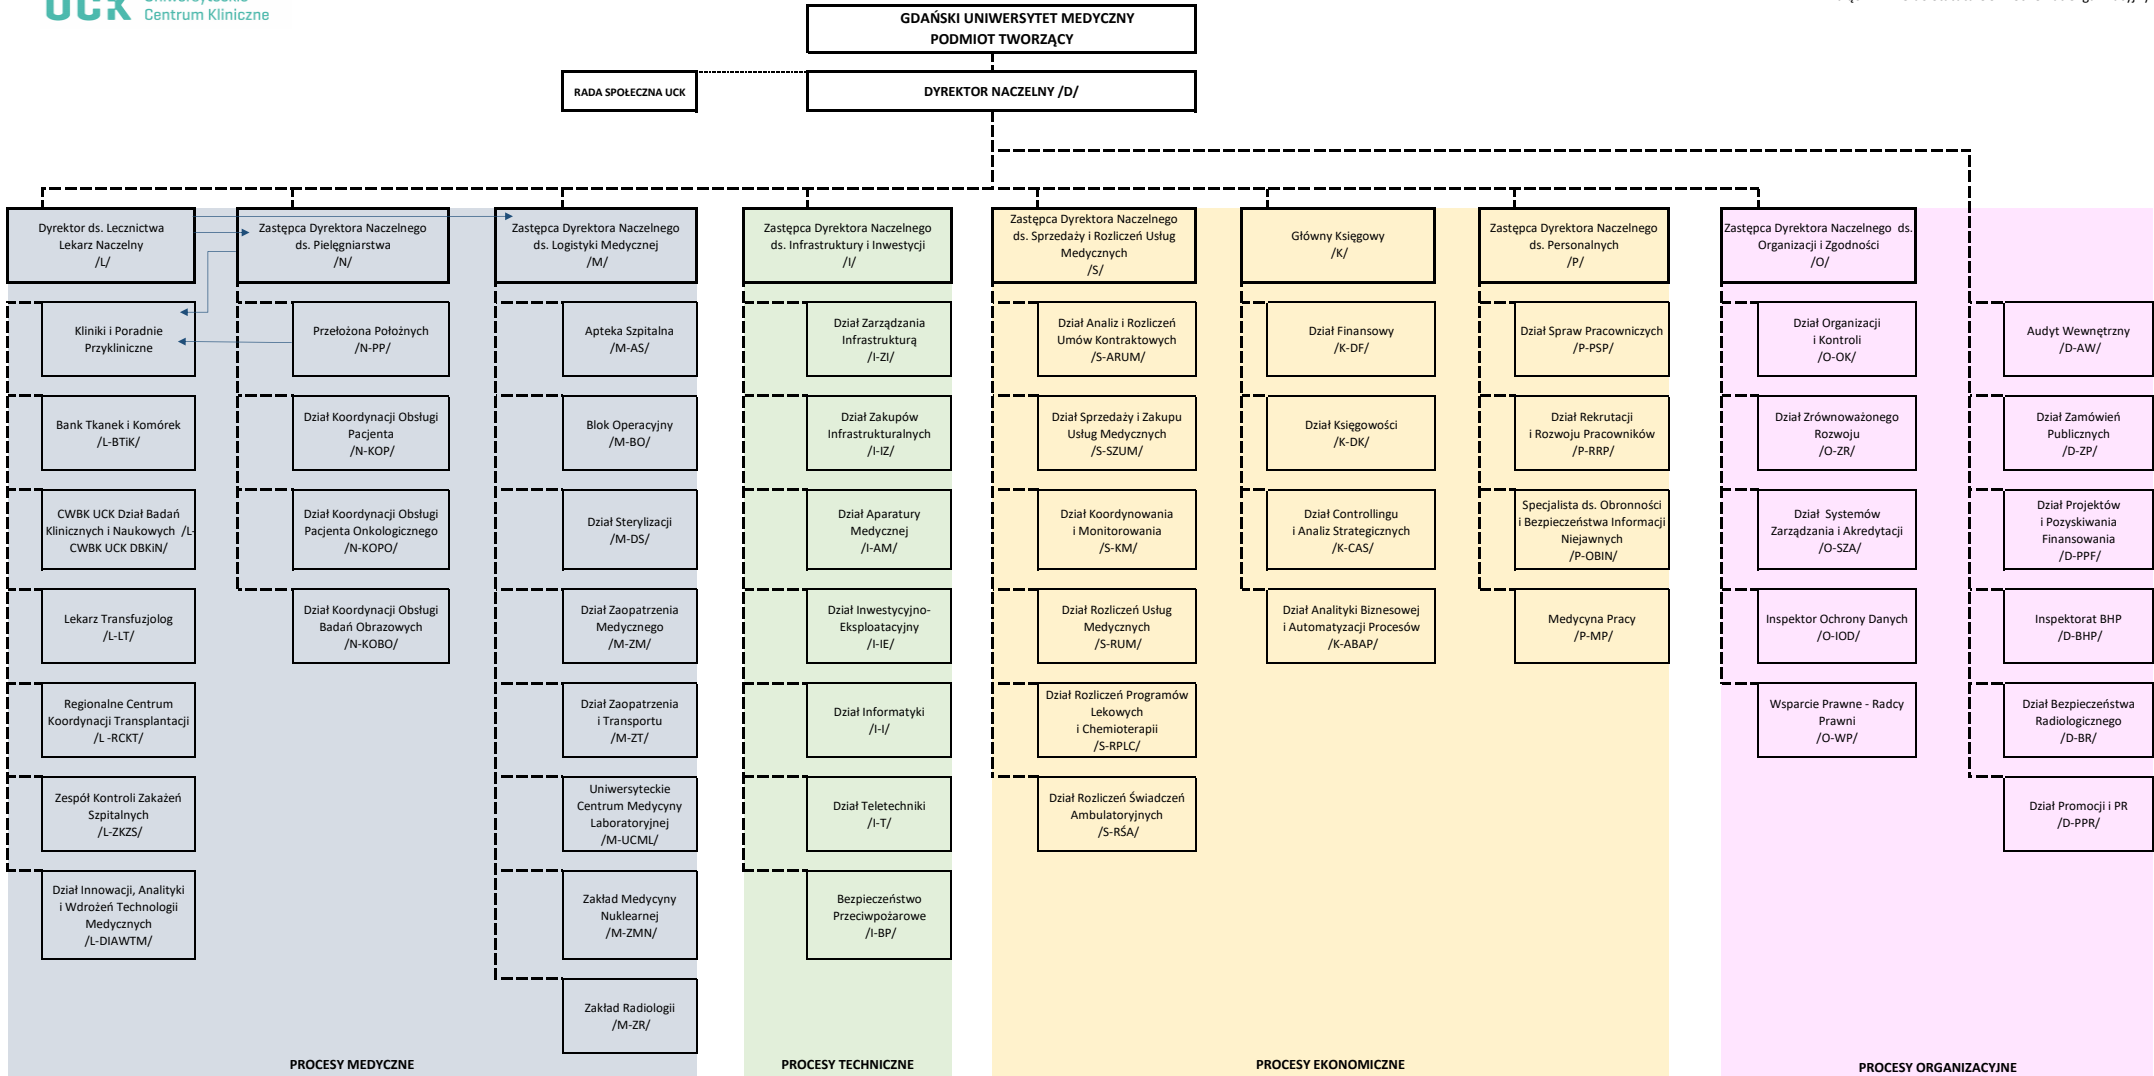 UCK
Centrum Kliniczne
GDAŃSKI UNIWERSYTET MEDYCZNY
PODMIOT TWORZĄCY
RADA SPOŁECZNA UCK
DYREKTOR NACZELNY /D/
Dyrektor ds. Lecznictwa
Lekarz Naczelny
/L/
Zastępca Dyrektora Naczelnego
ds. Pielęgniarstwa
/N/
Zastępca Dyrektora Naczelnego
ds. Logistyki Medycznej
/M/
Zastępca Dyrektora Naczelnego
ds. Infrastruktury i Inwestycji
/I/
Zastępca Dyrektora Naczelnego
ds. Sprzedaży i Rozliczeń Usług
Medycznych
/S/
Główny Księgowy
/K/
Zastępca Dyrektora Naczelnego
ds. Personalnych
/P/
Zastępca Dyrektora Naczelnego ds.
Organizacji i Zgodności
/O/
Kliniki i Poradnie
Przykliniczne
Przełożona Położnych
/N-PP/
Apteka Szpitalna
/M-AS/
Dział Zarządzania
Infrastrukturą
/I-ZI/
Dział Analiz i Rozliczeń
Umów Kontraktowych
/S-ARUM/
Dział Finansowy
/K-DF/
Dział Spraw Pracowniczych
/P-PSP/
Dział Organizacji
i Kontroli
/O-OK/
Audyt Wewnętrzny
/D-AW/
Bank Tkanek i Komórek
/L-BTiK/
Dział Koordynacji Obsługi
Pacjenta
/N-KOP/
Blok Operacyjny
/M-BO/
Dział Zakupów
Infrastrukturalnych
/I-IZ/
Dział Sprzedaży i Zakupu
Usług Medycznych
/S-SZUM/
Dział Księgowości
/K-DK/
Dział Rekrutacji
i Rozwoju Pracowników
/P-RRP/
Dział Zrównoważonego
Rozwoju
/O-ZR/
Dział Zamówień
Publicznych
/D-ZP/
CWBK UCK Dział Badań
Klinicznych i Naukowych /L-
CWBK UCK DBKiN/
Dział Koordynacji Obsługi
Pacjenta Onkologicznego
/N-KOPO/
Dział Sterylizacji
/M-DS/
Dział Aparatury
Medycznej
/I-AM/
Dział Koordynowania
i Monitorowania
/S-KM/
Dział Controllingu
i Analiz Strategicznych
/K-CAS/
Specjalista ds. Obronności
i Bezpieczeństwa Informacji
Niejawnych
/P-OBIN/
Dział Systemów
Zarządzania i Akredytacji
/O-SZA/
Dział Projektów
i Pozyskiwania
Finansowania
/D-PPF/
Lekarz Transfuzjolog
/L-LT/
Dział Koordynacji Obsługi
Badań Obrazowych
/N-KOBO/
Dział Zaopatrzenia
Medycznego
/M-ZM/
Dział Inwestycyjno-
Eksploatacyjny
/I-IE/
Dział Rozliczeń Usług
Medycznych
/S-RUM/
Dział Analityki Biznesowej
i Automatyzacji Procesów
/K-ABAP/
Medycyna Pracy
/P-MP/
Inspektor Ochrony Danych
/O-IOD/
Inspektorat BHP
/D-BHP/
Regionalne Centrum
Koordynacji Transplantacji
/L -RCKT/
Dział Zaopatrzenia
i Transportu
/M-ZT/
Dział Informatyki
/I-I/
Dział Rozliczeń Programów
Lekowych
i Chemioterapii
/S-RPLC/
Wsparcie Prawne - Radcy
Prawni
/O-WP/
Dział Bezpieczeństwa
Radiologicznego
/D-BR/
Zespół Kontroli Zakażeń
Szpitalnych
/L-ZKZS/
Uniwersyteckie
Centrum Medycyny
Laboratoryjnej
/M-UCML/
Dział Teletechniki
/I-T/
Dział Rozliczeń Świadczeń
Ambulatoryjnych
/S-RŚA/
Dział Promocji i PR
/D-PPR/
Dział Innowacji, Analityki
i Wdrożeń Technologii
Medycznych
/L-DIAWTM/
Zakład Medycyny
Nuklearnej
/M-ZMN/
Bezpieczeństwo
Przeciwpożarowe
/I-BP/
Zakład Radiologii
/M-ZR/
PROCESY MEDYCZNE
PROCESY TECHNICZNE
PROCESY EKONOMICZNE
PROCESY ORGANIZACYJNE